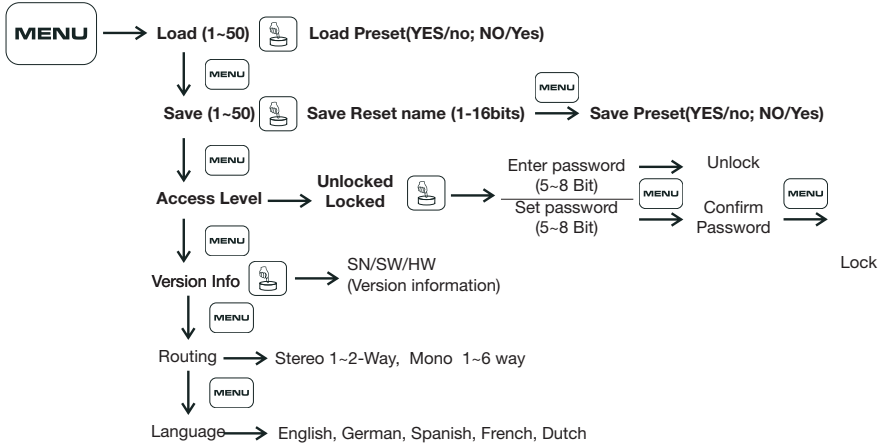 MENU Load (1~50) Load Preset(YES/no; NO/Yes)
MENU
Save (1~50) Save Reset name (1-16bits) MENU Save Preset(YES/no; NO/Yes)
MENU
Access Level Unlocked
Locked
Enter password
(5~8 Bit)
Unlock
Set password
(5~8 Bit)
MENU
Confirm
Password
MENU
Lock
MENU
Version Info SN/SW/HW
(Version information)
MENU
Routing Stereo 1~2-Way, Mono 1~6 way
MENU
Language English, German, Spanish, French, Dutch